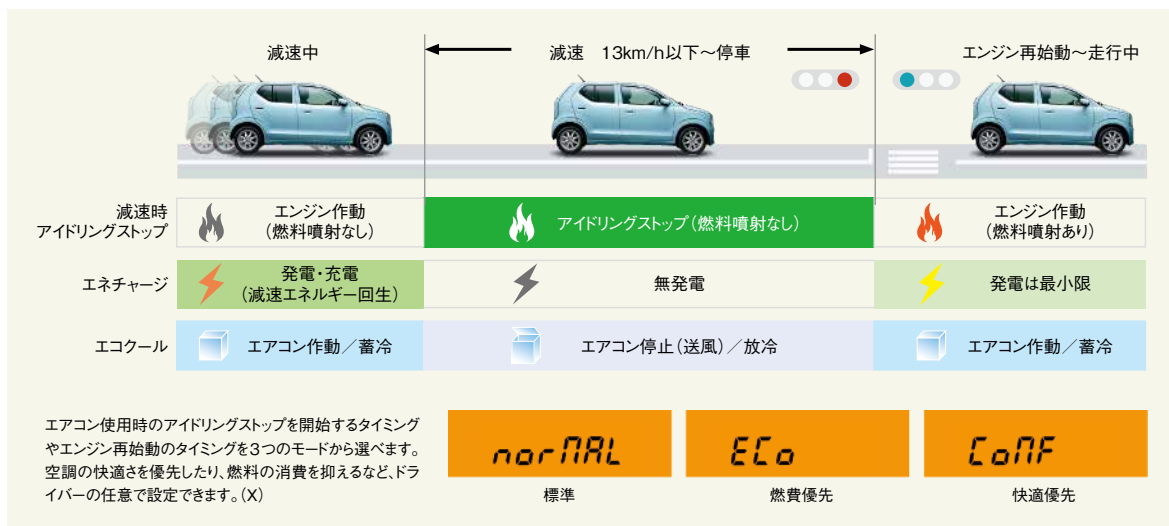 減速中
減速　13km/h以下〜停車
エンジン再始動〜走行中
減速時
アイドリングストップ
エンジン作動
(燃料噴射なし)
アイドリングストップ(燃料噴射なし)
エンジン作動
(燃料噴射あり)
エネチャージ
発電・充電
(減速エネルギー回生)
無発電
発電は最小限
エコクール
エアコン作動／蓄冷
エアコン停止(送風)／放冷
エアコン作動／蓄冷
エアコン使用時のアイドリングストップを開始するタイミング
やエンジン再始動のタイミングを3つのモードから選べます。
空調の快適さを優先したり、燃料の消費を抑えるなど、ドラ
イバーの任意で設定できます。(X)
norMAL
ECo
CoMF
標準
燃費優先
快適優先